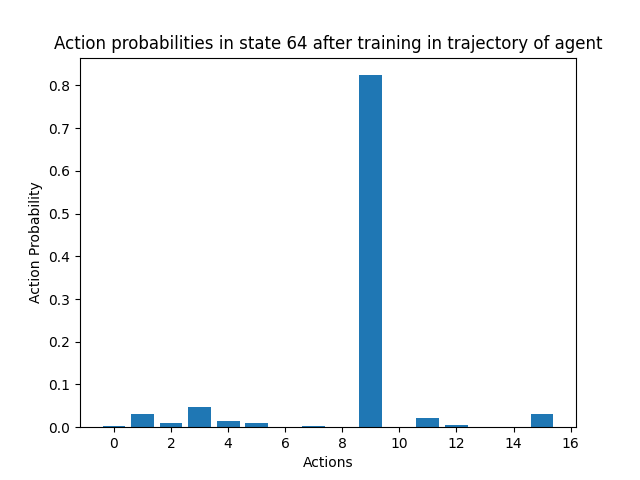 Action probabilities in state 64 after training in trajectory of agent
Action Probability
0.8
0.7
0.6
0.5
0.4
0.3
0.2
0.1
0.0
0 2 4 6 8 10 12 14 16
Actions